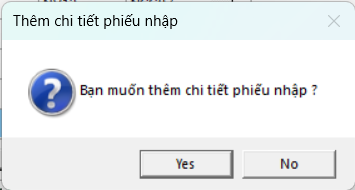 Thêm chi tiết phiếu nhập
Bạn muốn thêm chi tiết phiếu nhập ?
Yes No